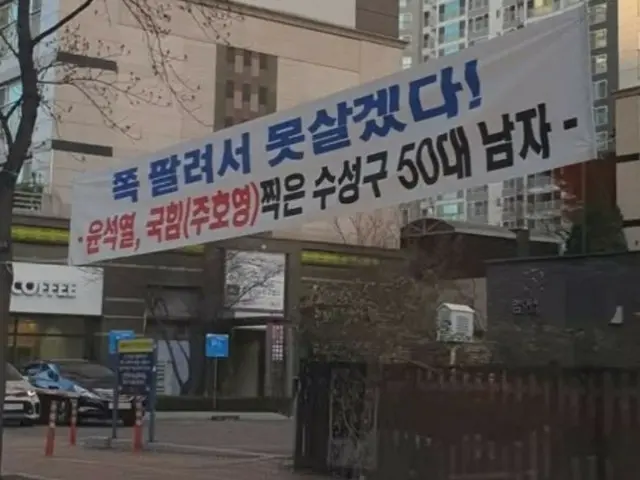 쪽 팔려서 못살겠다!
- 윤석열, 국힘(주호영)찍은 수성구 50대 남자 -
COFFEE